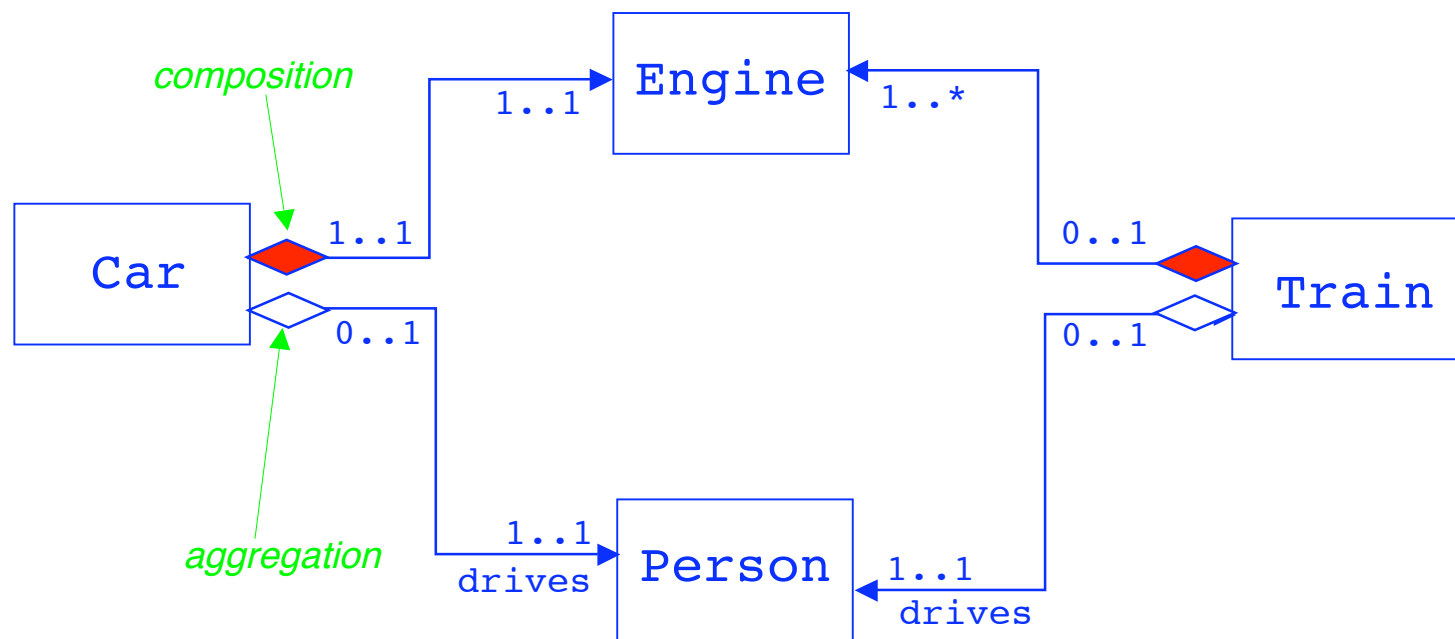 composition
Engine
1..1
1..*
Car
1..1
0..1
Train
0..1
0..1
aggregation
1..1
drives
Person
1..1
drives